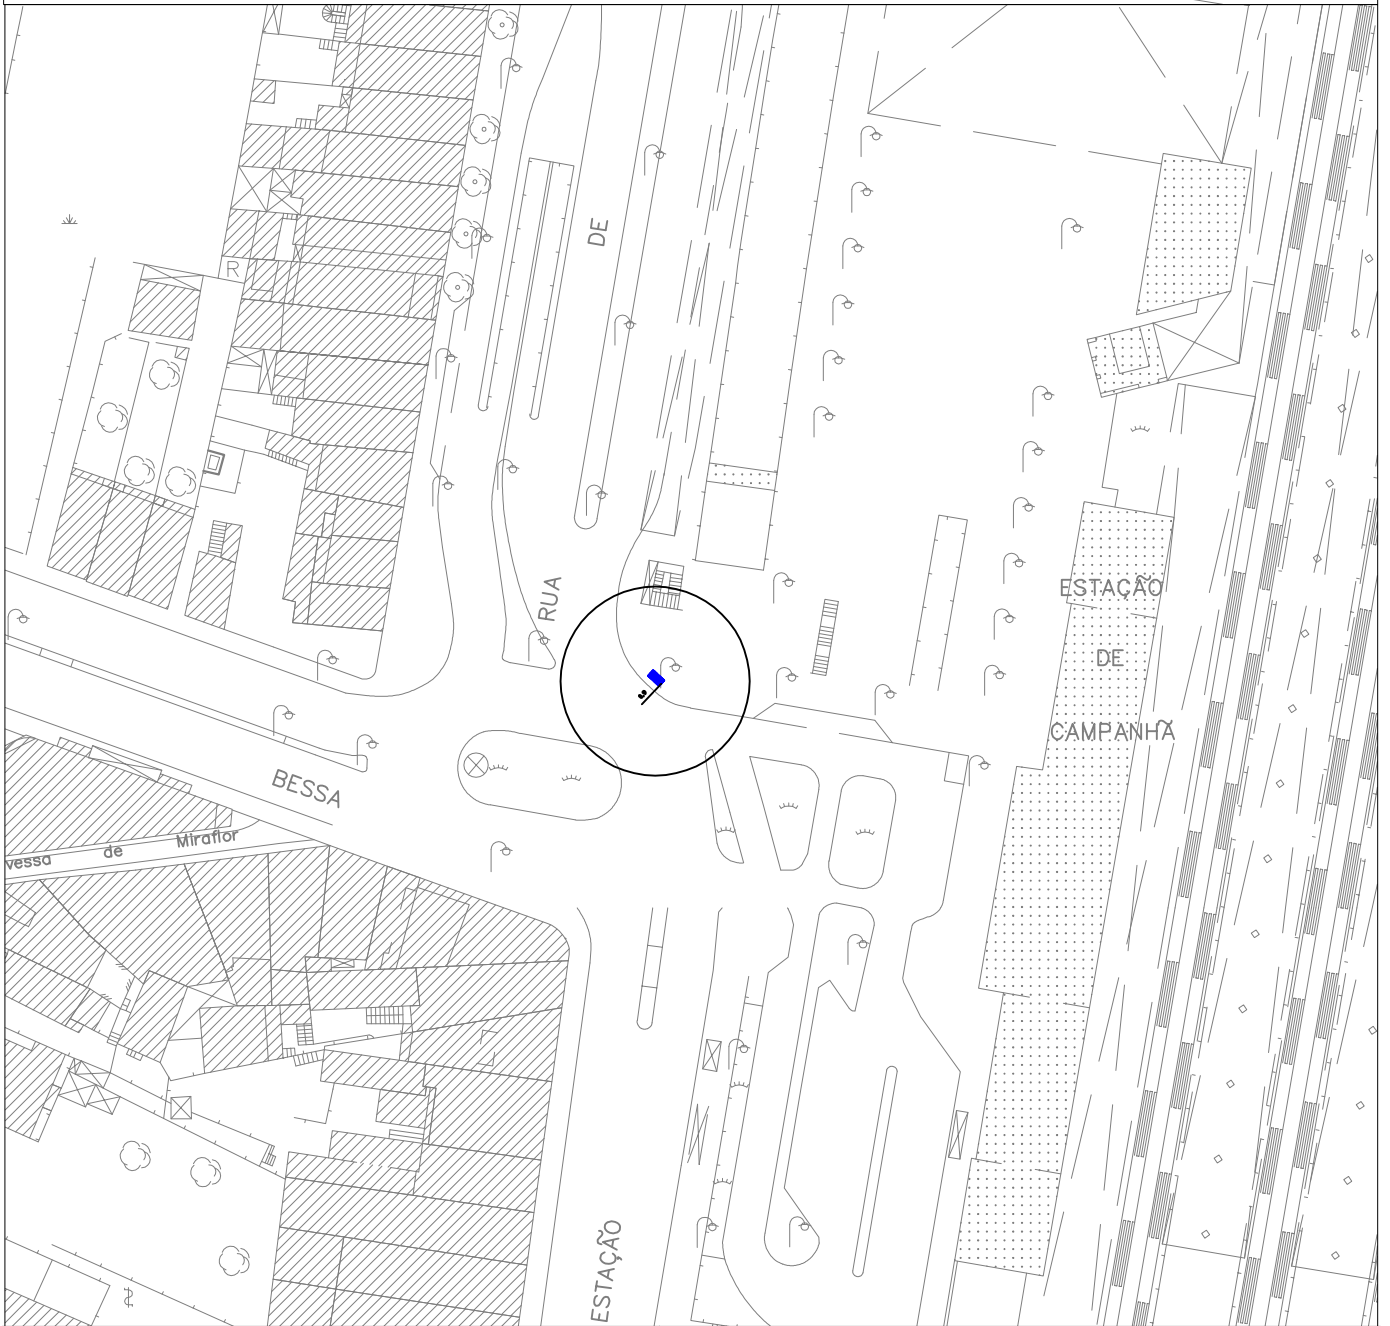 DE
R
RUA
ESTAÇÃO
DE
CAMPANHÃ
BESSA
vessa de Miraflor
ESTAÇÃO